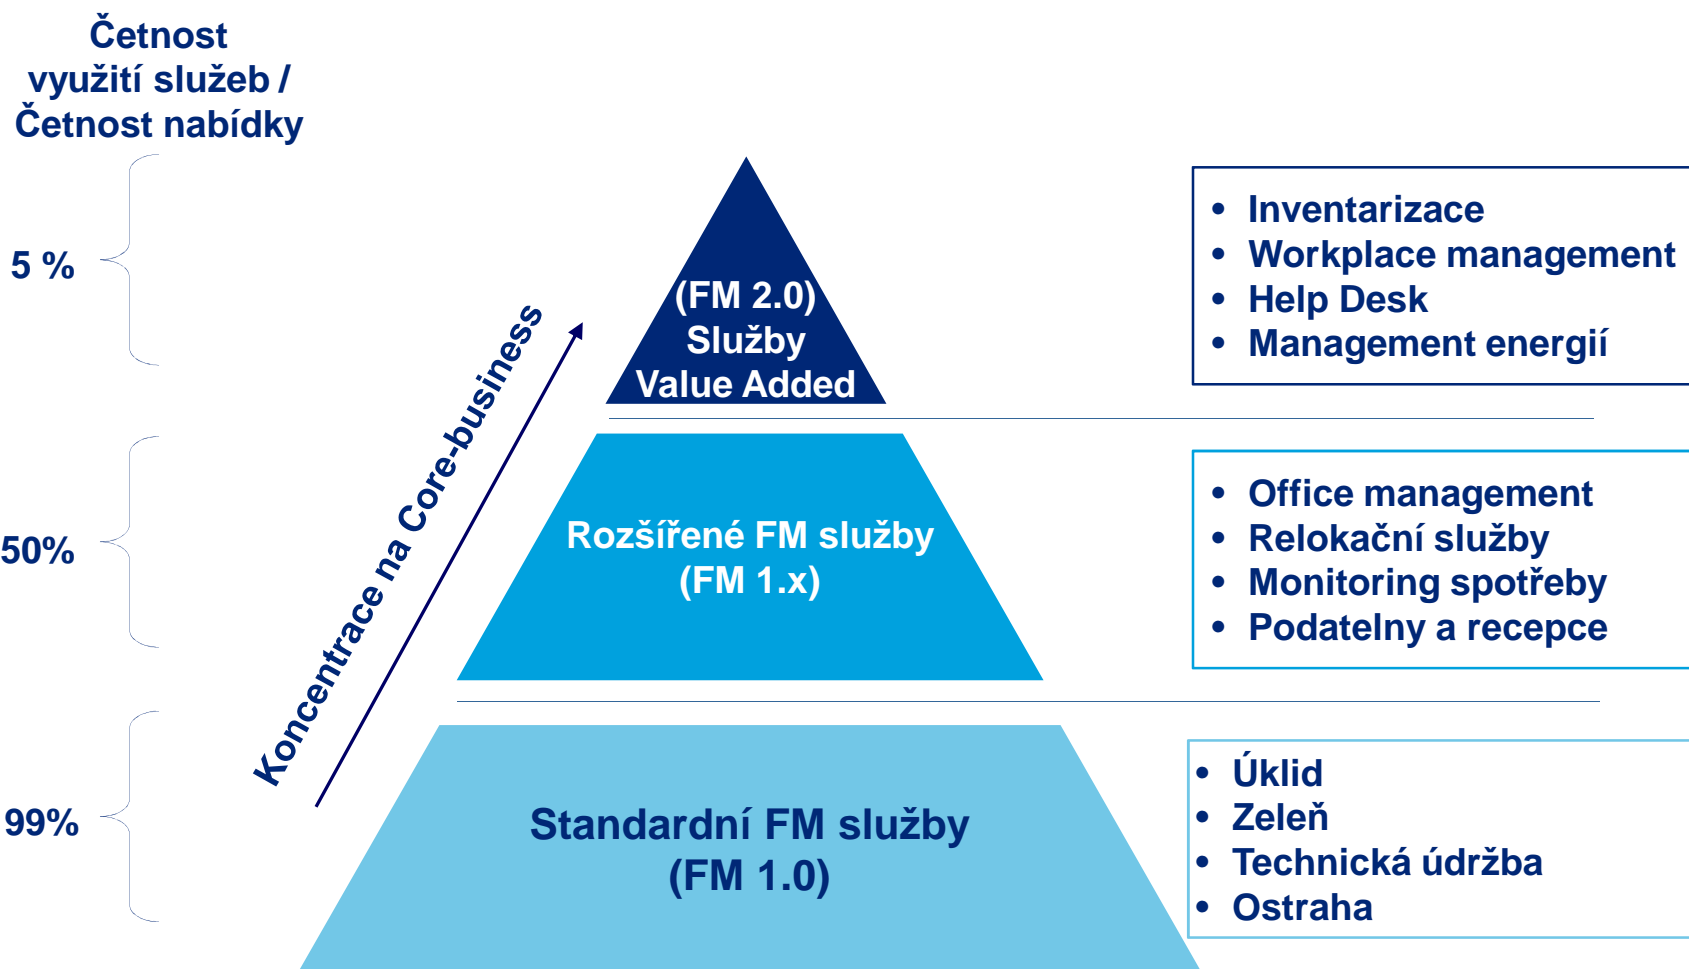 Četnost
využití služeb /
Četnost nabídky
5 %
(FM 2.0)
Služby
Value Added
• Inventarizace
• Workplace management
• Help Desk
• Management energií
Koncentrace na Core-business
50%
Rozšířené FM služby
(FM 1.x)
• Office management
• Relokační služby
• Monitoring spotřeby
• Podatelny a recepce
99%
Standardní FM služby
(FM 1.0)
• Úklid
• Zeleň
• Technická údržba
• Ostraha